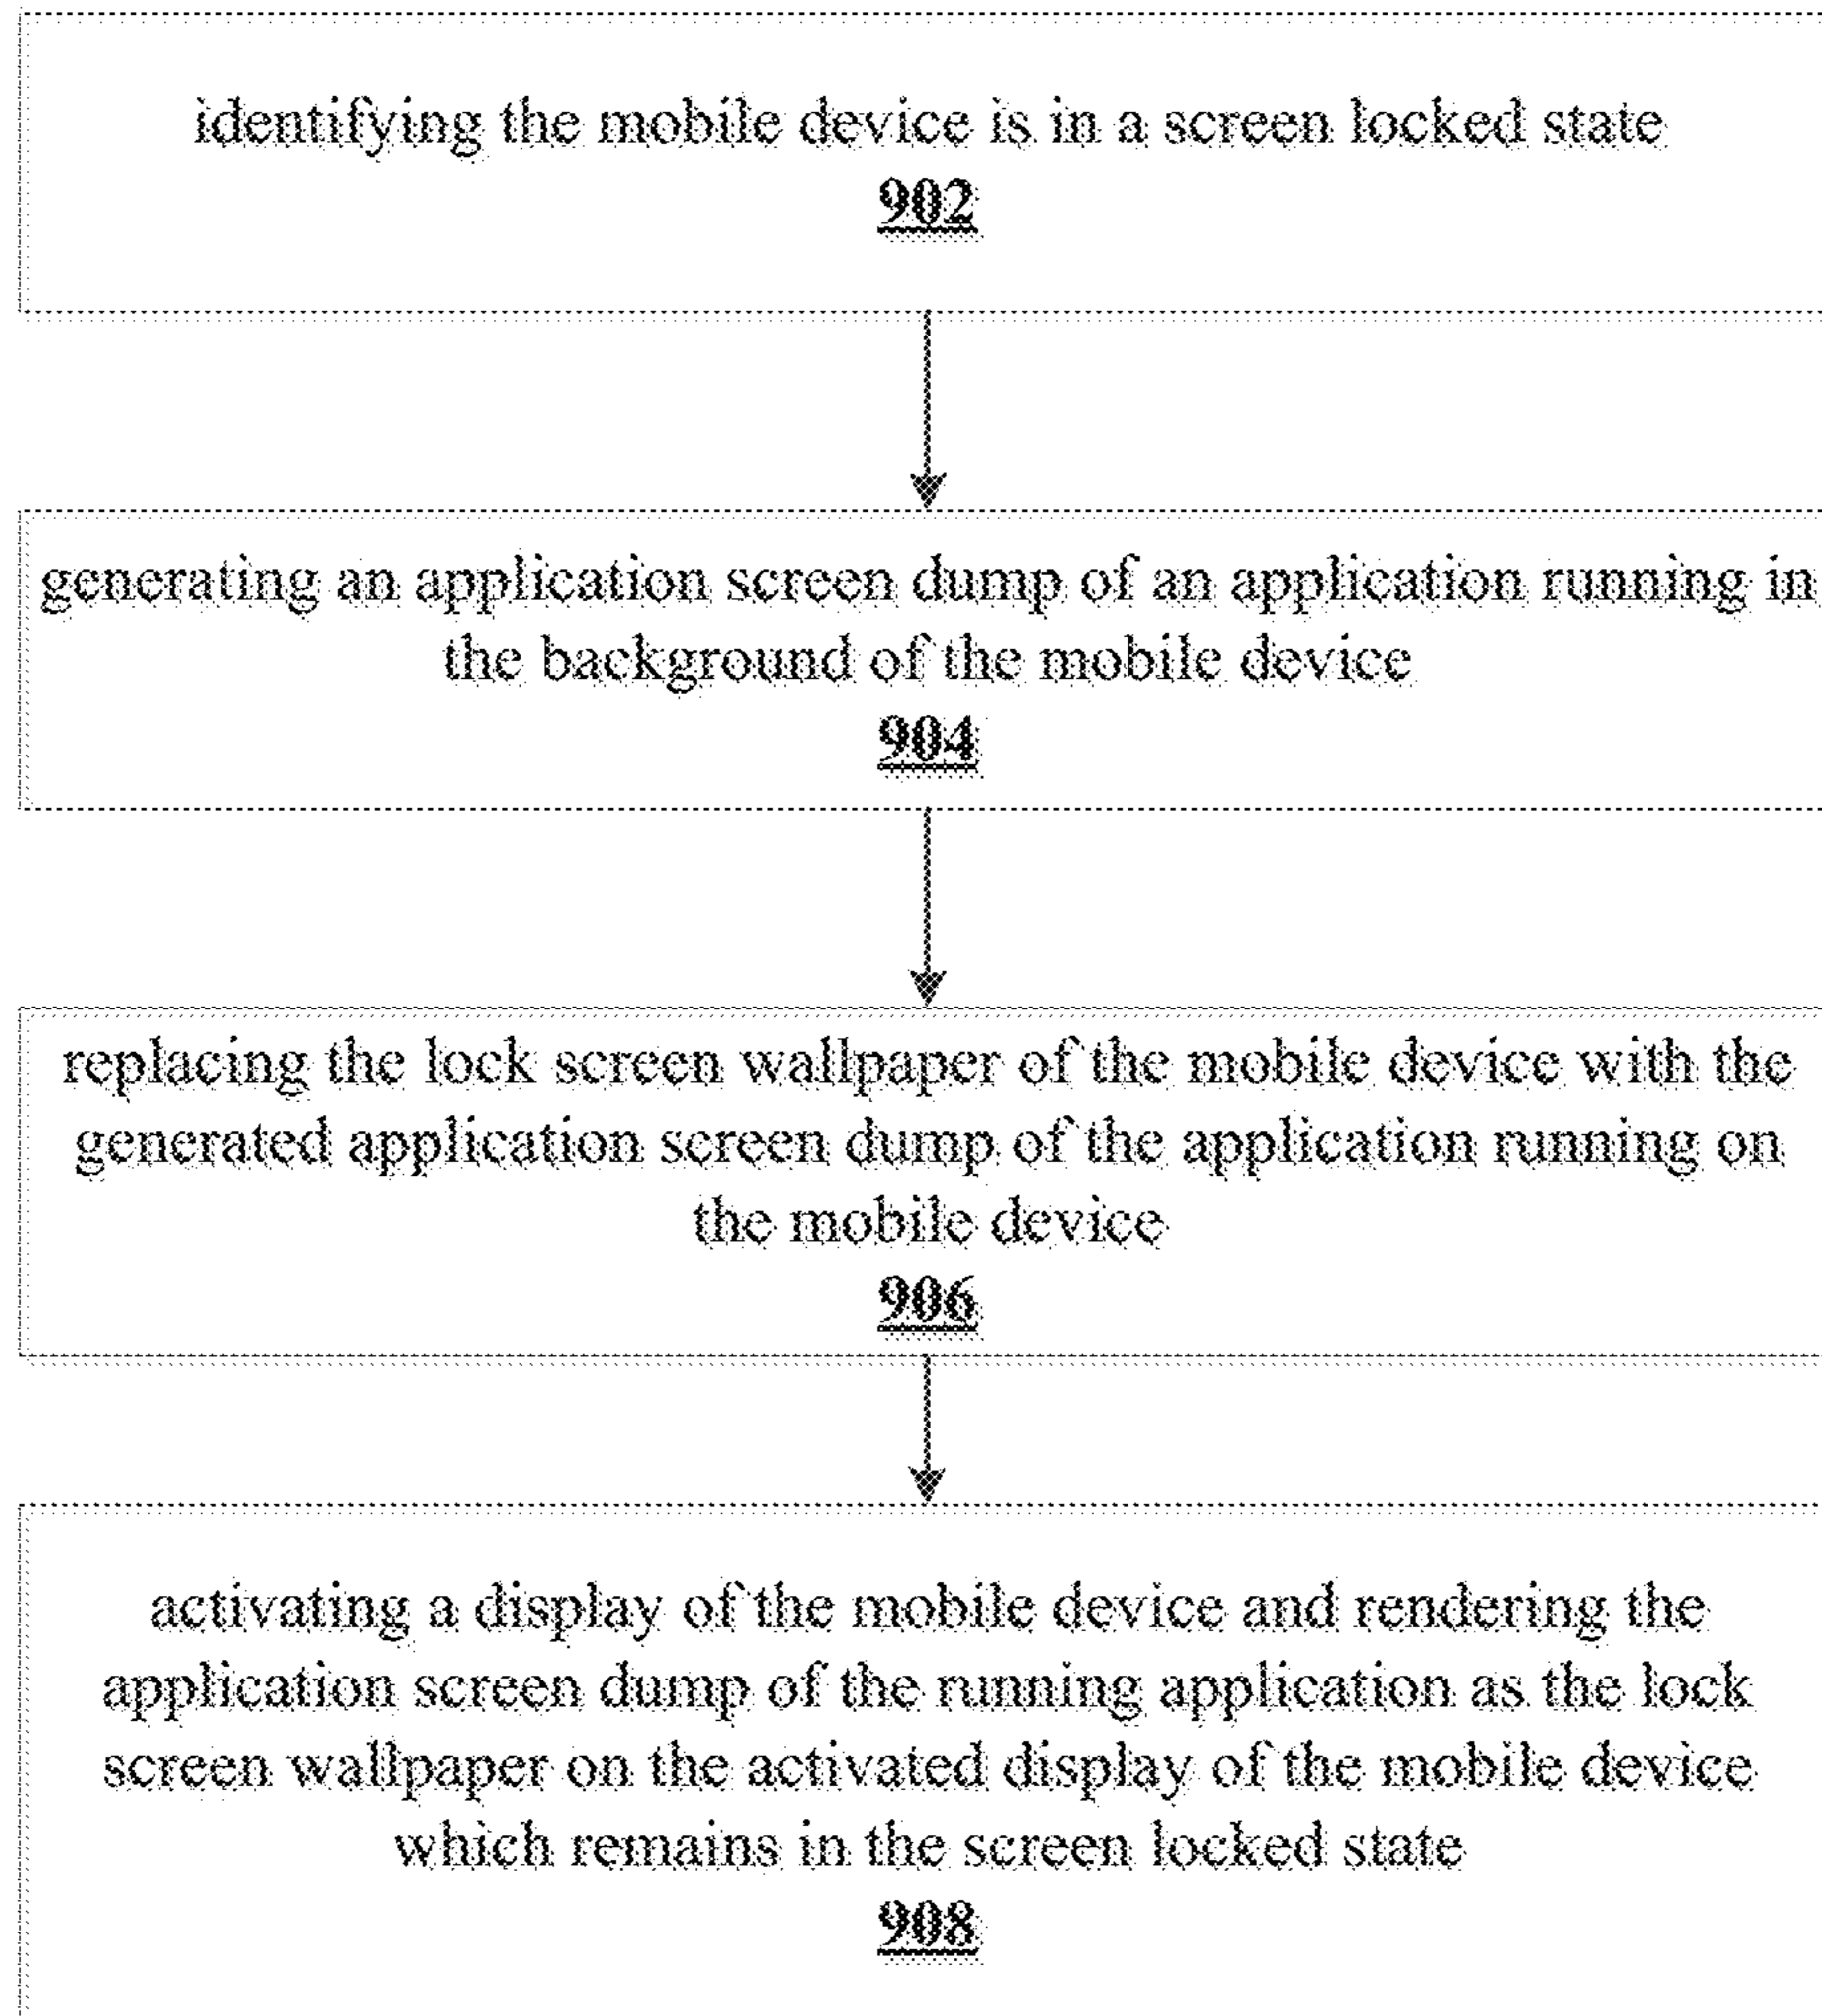 identifying the mobile device is in a screen locked state
902
generating an application screen dump of an application running in
the background of the mobile device
904
replacing the lock screen wallpaper of the mobile device with the
generated application screen dump of the application running on
the mobile device
906
activating a display of the mobile device and rendering the
application screen dump of the running application as the lock
screen wallpaper on the activated display of the mobile device
which remains in the screen locked state
908